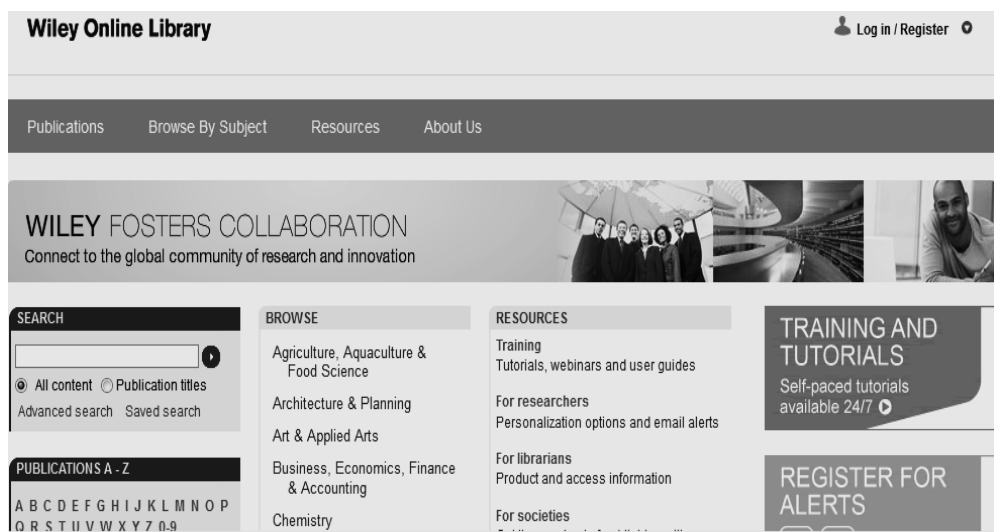 Wiley Online Library
Log in / Register
Publications Browse By Subject Resources About Us
WILEY FOSTERS COLLABORATION
Connect to the global community of research and innovation
SEARCH
All content Publication titles
Advanced search Saved search
PUBLICATIONS A - Z
A B C D E F G H I J K L M N O P
Q R S T U V W X Y Z 0-9
BROWSE
Agriculture, Aquaculture &
Food Science
Architecture & Planning
Art & Applied Arts
Business, Economics, Finance
& Accounting
Chemistry
RESOURCES
Training
Tutorials, webinars and user guides
For researchers
Personalization options and email alerts
For librarians
Product and access information
For societies
TRAINING AND
TUTORIALS
Self-paced tutorials
available 24/7
REGISTER FOR
ALERTS